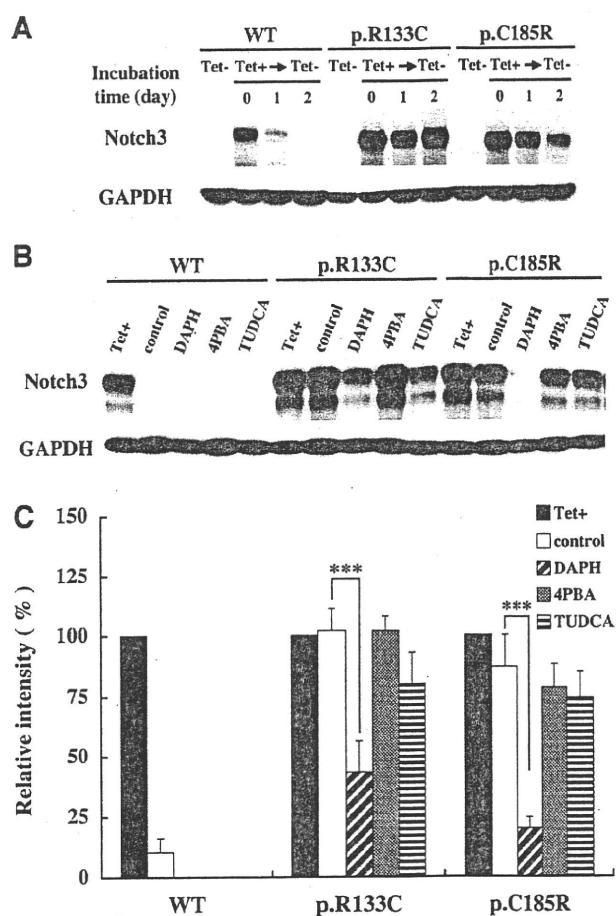 A
WT p.R133C p.C185R
Tet- Tet+ → Tet- Tet- Tet+ → Tet- Tet- Tet+ → Tet-
Incubation
time (day) 0 1 2 0 1 2 0 1 2
Notch3
GAPDH
B
WT p.R133C p.C185R
Tet+ control DAPH 4PBA TUDCA Tet+ control DAPH 4PBA TUDCA Tet+ control DAPH 4PBA TUDCA
Notch3
GAPDH
C
Relative intensity ( % )
150
125
100
75
50
25
0
*** ***
Tet+
control
DAPH
4PBA
TUDCA
WT p.R133C p.C185R